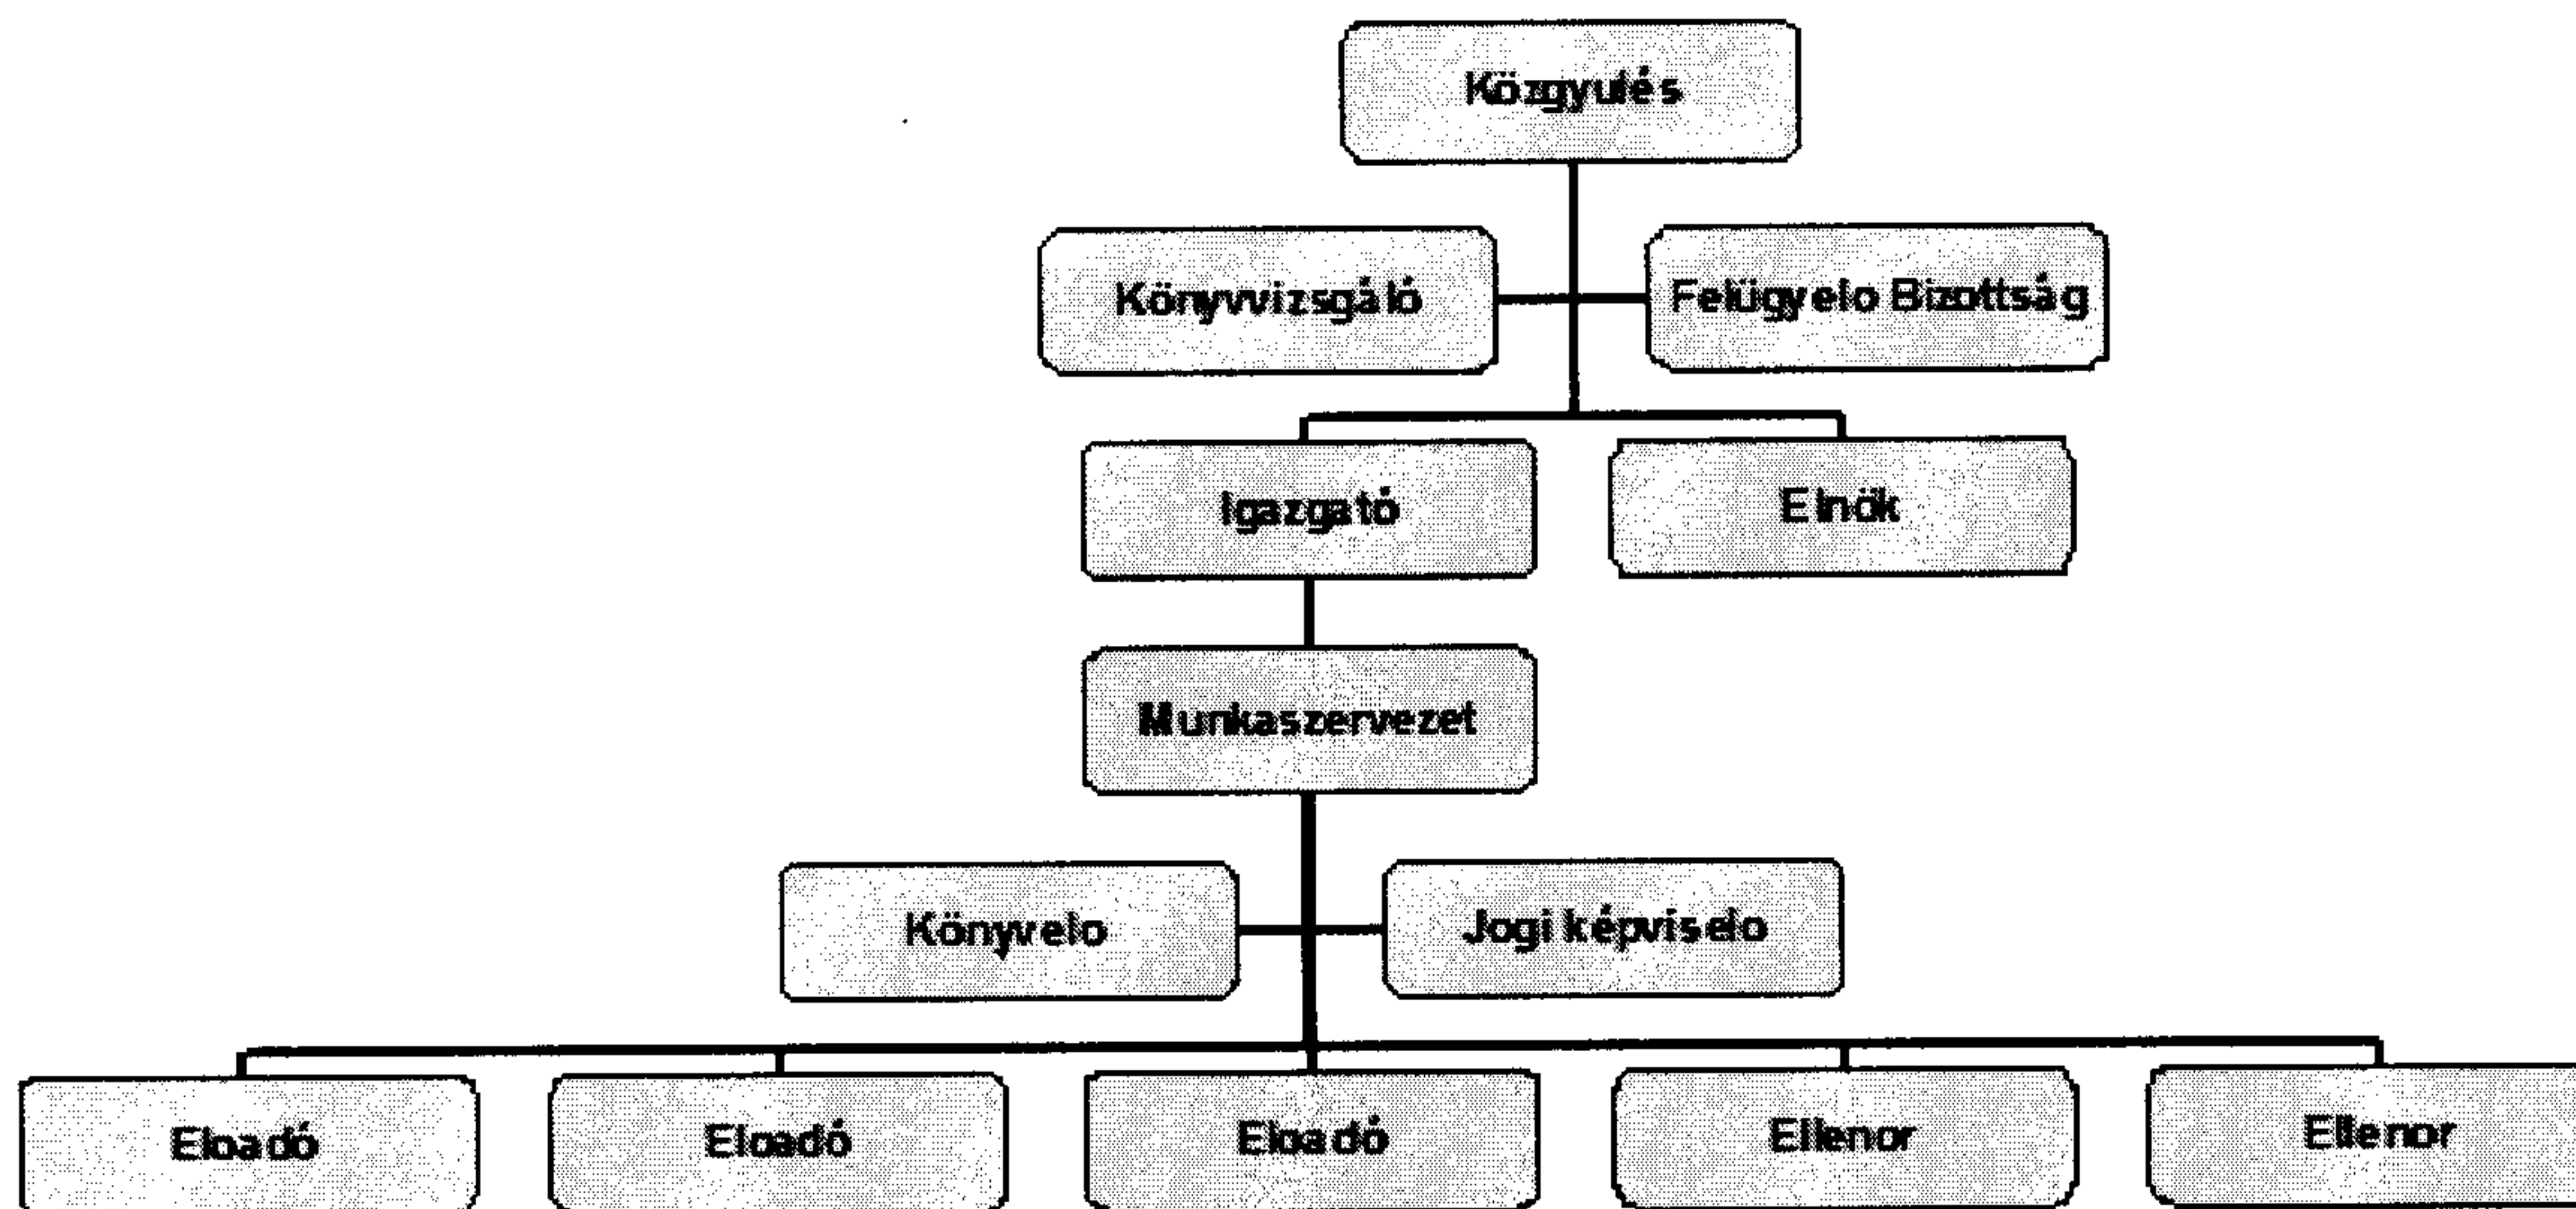 Közgyulés
Könyvvizsgáló
Felügyelo Bizottság
Igazgató
Elnök
Munkaszervezet
Könyvelo
Jogi képviselo
Eloadó
Eloadó
Eloadó
Ellenor
Ellenor